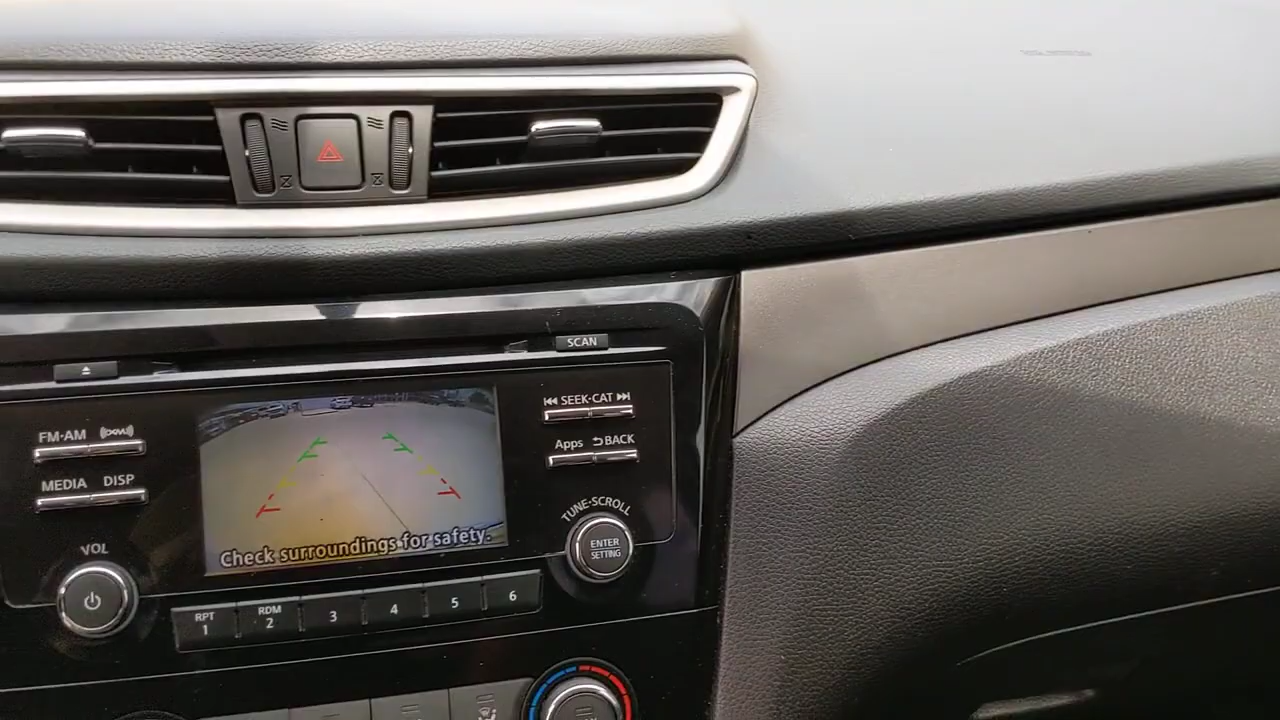 SCAN
FM·AM
((SXM))
SEEK·CAT
Apps
BACK
MEDIA
DISP
TUNE·SCROLL
ENTER
SETTING
VOL
Check surroundings for safety.
RPT
1
RDM
2
3
4
5
6